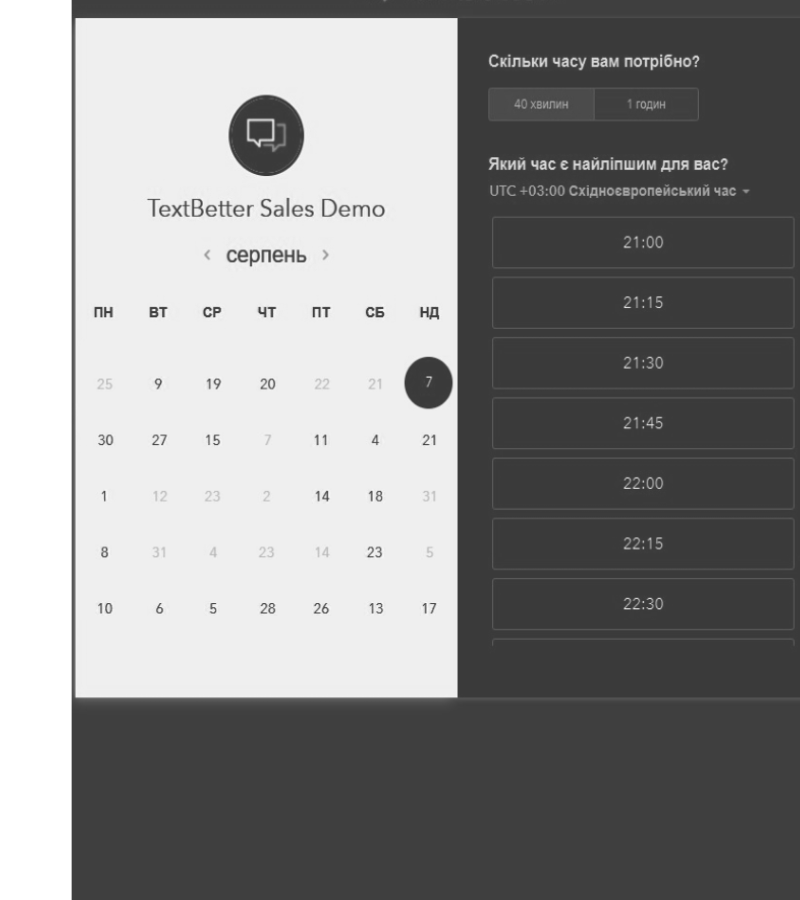 TextBetter Sales Demo
< серпень >
ПН ВТ СР ЧТ ПТ СБ НД
25 9 19 20 22 21 7
30 27 15 7 11 4 21
1 12 23 2 14 18 31
8 31 4 23 14 23 5
10 6 5 28 26 13 17
Скільки часу вам потрібно?
40 хвилин 1 годин
Який час є найліпшим для вас?
UTC +03:00 Східноєвропейський час
21:00
21:15
21:30
21:45
22:00
22:15
22:30